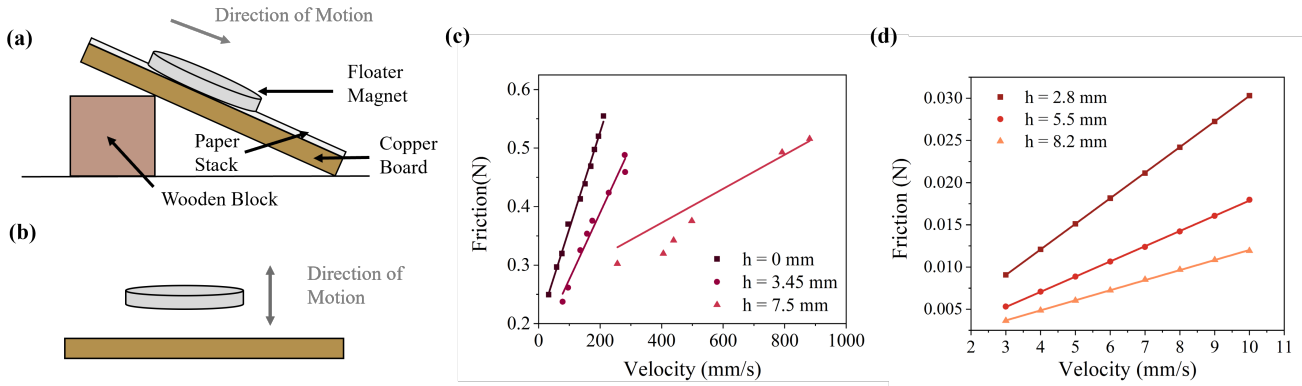 (a)
Direction of Motion
Floater
Magnet
Paper
Stack
Copper
Board
Wooden Block
(b)
Direction of
Motion
(c)
Friction(N)
0.6
0.5
0.4
0.3
0.2
h = 0 mm
h = 3.45 mm
h = 7.5 mm
0 200 400 600 800 1000
Velocity (mm/s)
(d)
Friction (N)
0.030
0.025
0.020
0.015
0.010
0.005
h = 2.8 mm
h = 5.5 mm
h = 8.2 mm
2 3 4 5 6 7 8 9 10 11
Velocity (mm/s)